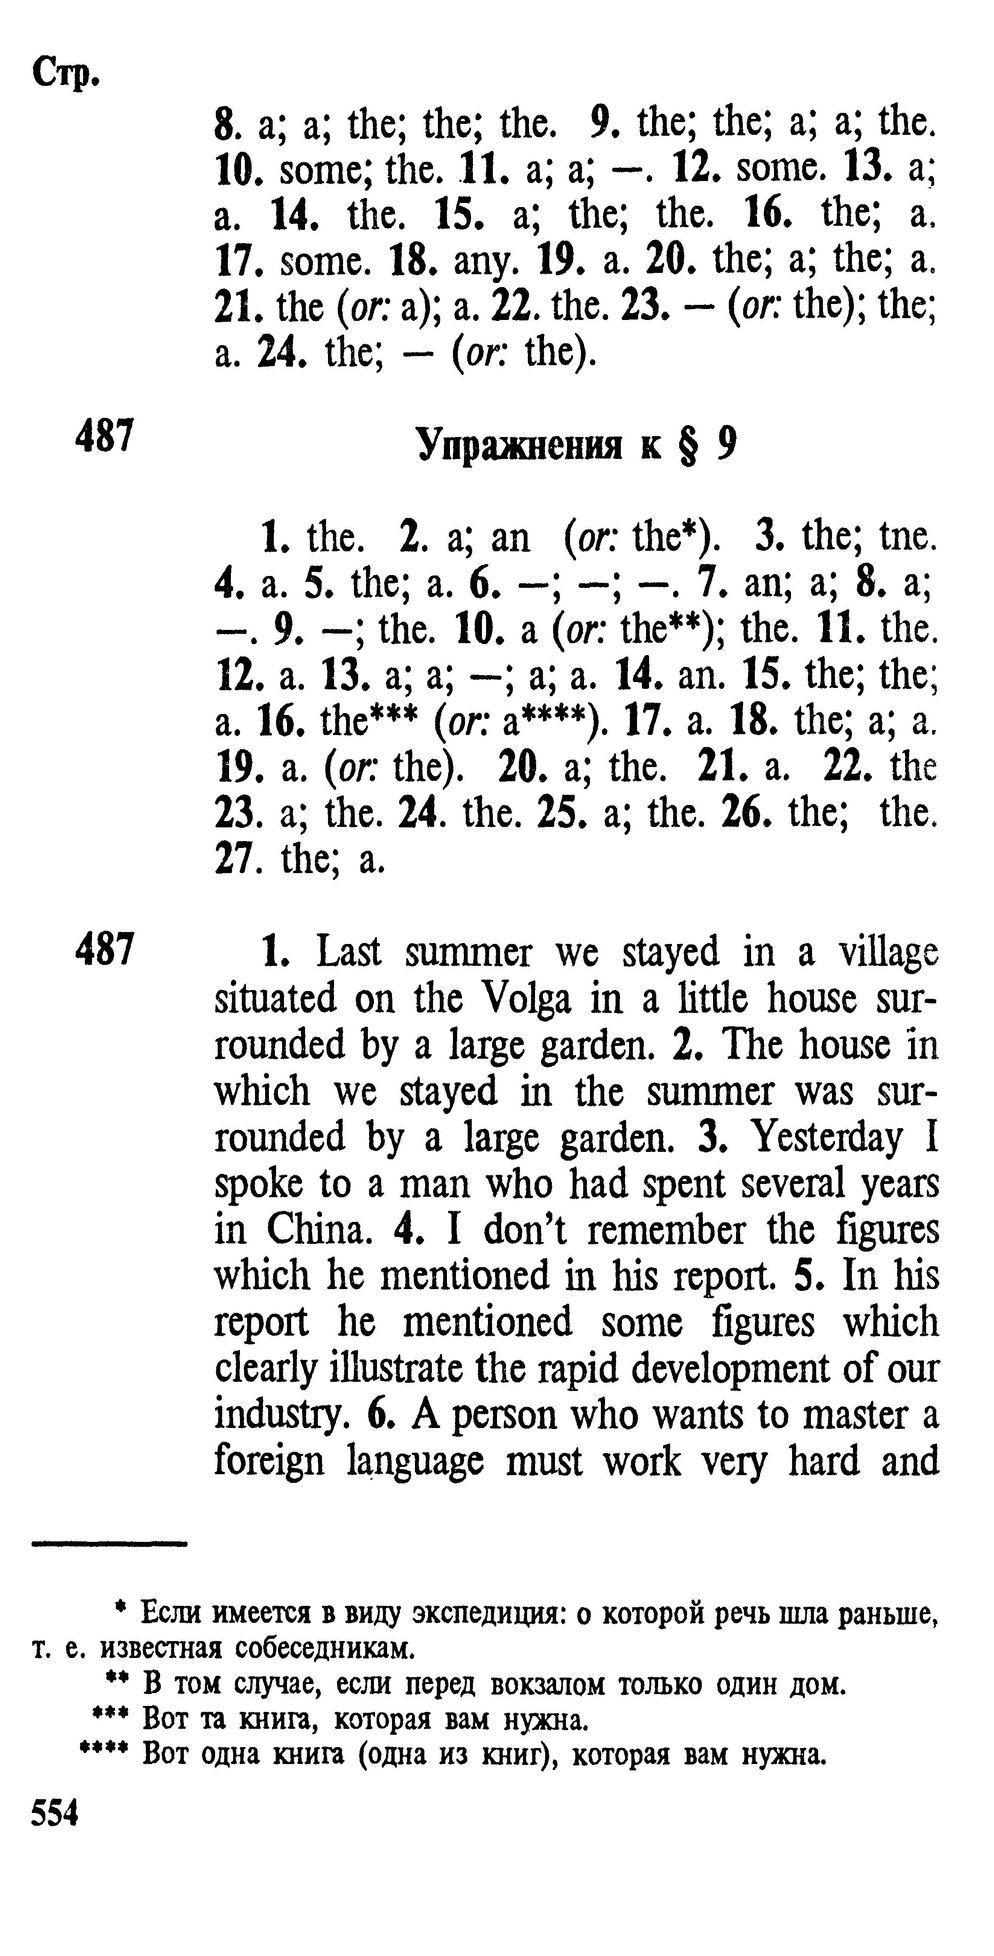 Стр.
8. a; a; the; the; the. 9. the; the; a; a; the.
10. some; the. 11. a; a; —. 12. some. 13. a;
a. 14. the. 15. a; the; the. 16. the; a.
17. some. 18. any. 19. a. 20. the; a; the; a.
21. the (or: a); a. 22. the. 23. — (or: the); the;
a. 24. the; — (or: the).
487 Упражнения к § 9
1. the. 2. a; an (or: the*). 3. the; tne.
4. a. 5. the; a. 6. —; —; —. 7. an; a; 8. a;
—. 9. —; the. 10. a (or: the**); the. 11. the.
12. a. 13. a; a; —; a; a. 14. an. 15. the; the;
a. 16. the*** (or: a****). 17. a. 18. the; a; a.
19. a. (or: the). 20. a; the. 21. a. 22. the
23. a; the. 24. the. 25. a; the. 26. the; the.
27. the; a.
487 1. Last summer we stayed in a village
situated on the Volga in a little house sur-
rounded by a large garden. 2. The house in
which we stayed in the summer was sur-
rounded by a large garden. 3. Yesterday I
spoke to a man who had spent several years
in China. 4. I don't remember the figures
which he mentioned in his report. 5. In his
report he mentioned some figures which
clearly illustrate the rapid development of our
industry. 6. A person who wants to master a
foreign language must work very hard and
* Если имеется в виду экспедиция: о которой речь шла раньше,
т. е. известная собеседникам.
** В том случае, если перед вокзалом только один дом.
*** Вот та книга, которая вам нужна.
**** Вот одна книга (одна из книг), которая вам нужна.
554